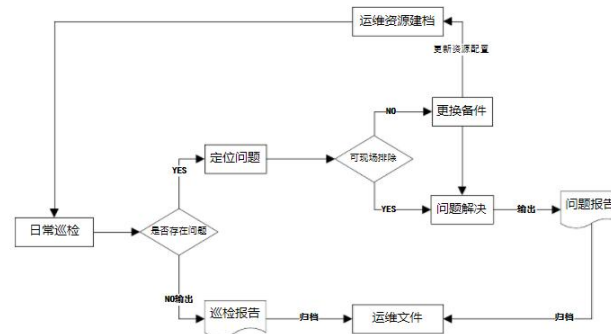 运维资源建档
更新资源配置
NO
更换备件
定位问题
可现场排除
YES
YES
问题解决
输出
问题报告
日常巡检
是否存在问题
NO输出
巡检报告
归档
运维文件
归档